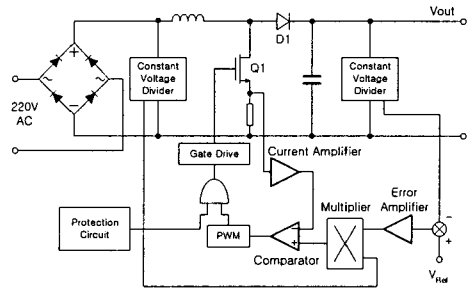 Vout
D1
Constant
Voltage
Divider
Q1
Constant
Voltage
Divider
220V
AC
Gate Drive
Current Amplifier
Multiplier
Error
Amplifier
Protection
Circuit
PWM
Comparator
VRef